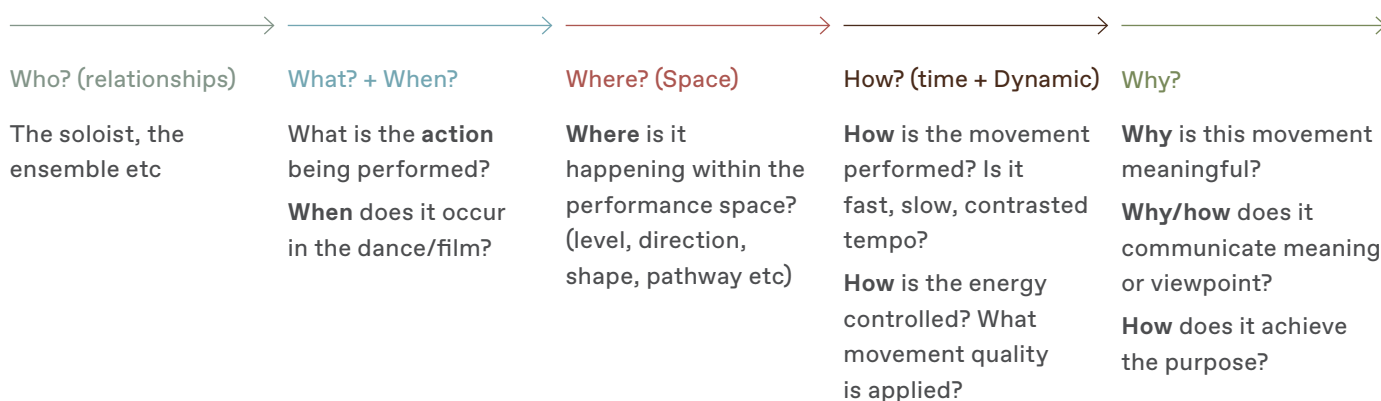 Who? (relationships)
The soloist, the
ensemble etc
What? + When?
What is the action
being performed?
When does it occur
in the dance/film?
Where? (Space)
Where is it
happening within the
performance space?
(level, direction,
shape, pathway etc)
How? (time + Dynamic)
How is the movement
performed? Is it
fast, slow, contrasted
tempo?
How is the energy
controlled? What
movement quality
is applied?
Why?
Why is this movement
meaningful?
Why/how does it
communicate meaning
or viewpoint?
How does it achieve
the purpose?